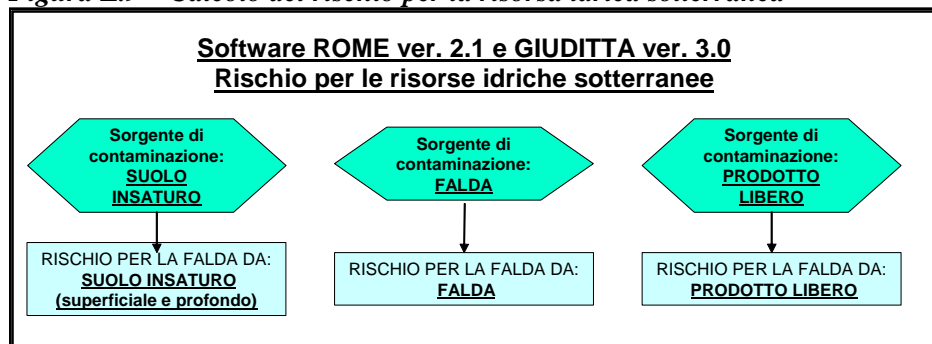 Software ROME ver. 2.1 e GIUDITTA ver. 3.0
Rischio per le risorse idriche sotterranee
Sorgente di
contaminazione:
SUOLO
INSATURO
Sorgente di
contaminazione:
FALDA
Sorgente di
contaminazione:
PRODOTTO
LIBERO
RISCHIO PER LA FALDA DA:
SUOLO INSATURO
(superficiale e profondo)
RISCHIO PER LA FALDA DA:
FALDA
RISCHIO PER LA FALDA DA:
PRODOTTO LIBERO